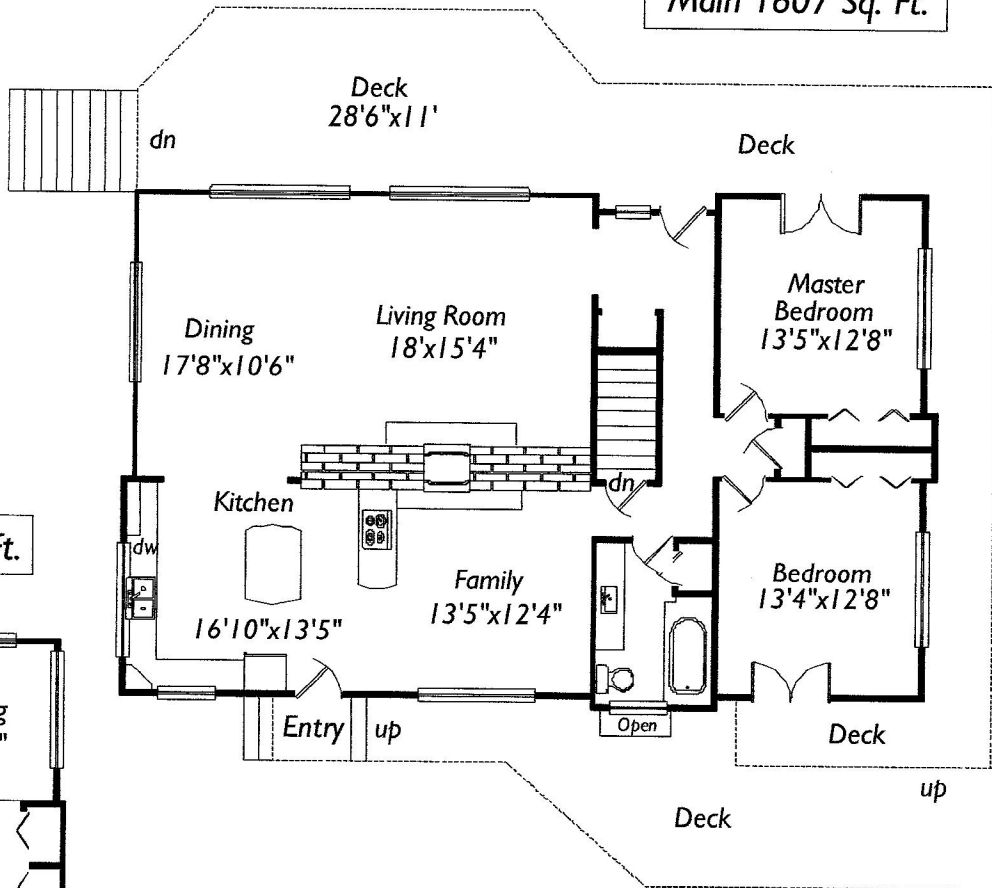 Main 1607 Sq. Ft.
Deck
28'6"x11'
dn
Deck
Master
Bedroom
13'5"x12'8"
Living Room
18'x15'4"
Dining
17'8"x10'6"
dn
Kitchen
dw
ft.
Family
13'5"x12'4"
Bedroom
13'4"x12'8"
16'10"x13'5"
g
"
Entry
up
Open
Deck
up
Deck